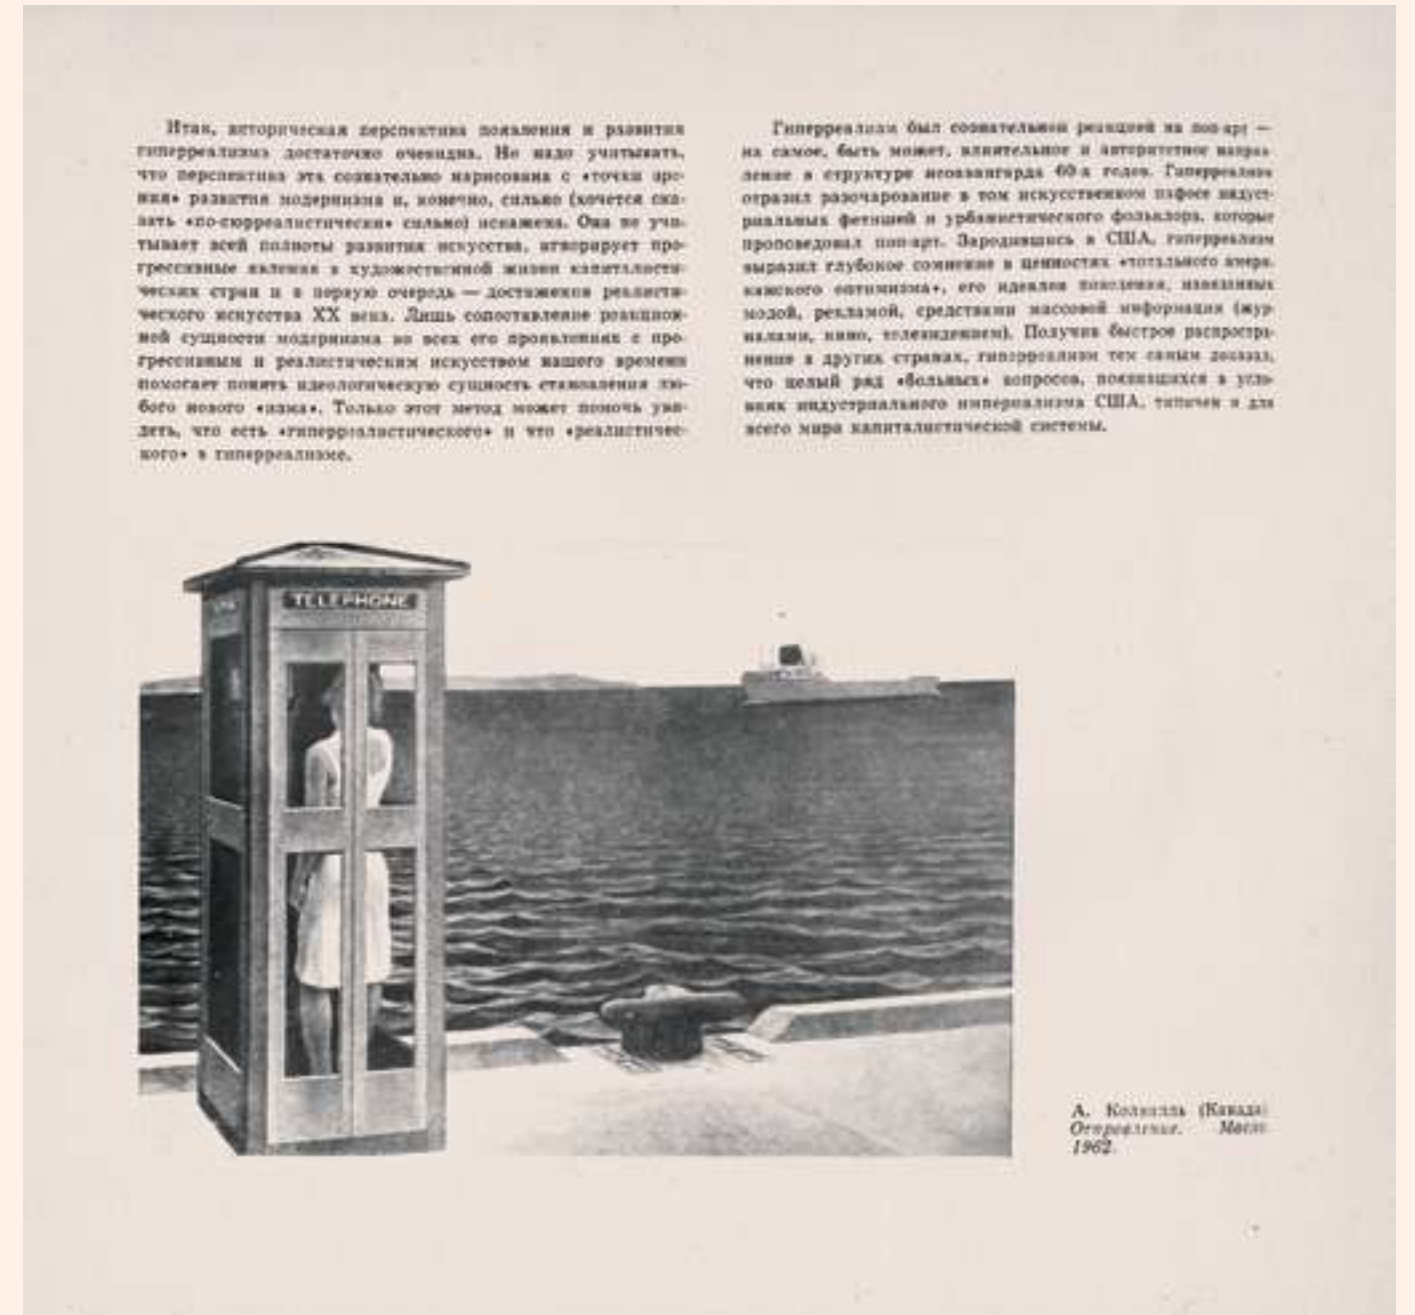 Итак, историческая перспектива появления и развития
гиперреализма достаточно очевидна. Но надо учитывать,
что перспектива эта сознательно нарисована с «точки зре-
ния» развития модернизма и, конечно, сильно (хочется ска-
зать «по-сюрреалистически» сильно) искажена. Она не учи-
тывает всей полноты развития искусства, игнорирует про-
грессивные явления в художественной жизни капиталисти-
ческих стран и в первую очередь — достижения реалисти-
ческого искусства XX века. Лишь сопоставление реакцион-
ной сущности модернизма во всех его проявлениях с про-
грессивным и реалистическим искусством нашего времени
помогает понять идеологическую сущность становления лю-
бого нового «изма». Только этот метод может помочь уви-
деть, что есть «гиперреалистического» и что «реалистичес-
кого» в гиперреализме.
Гиперреализм был сознательной реакцией на поп-арт —
на самое, быть может, влиятельное и авторитетное направ-
ление в структуре неоавангарда 60-х годов. Гиперреализм
отразил разочарование в том искусственном пафосе индуст-
риальных фетишей и урбанистического фольклора, которые
проповедовал поп-арт. Зародившись в США, гиперреализм
выразил глубокое сомнение в ценностях «тотального амери-
канского оптимизма», его идеалов поведения, навязанных
модой, рекламой, средствами массовой информации (жур-
налами, кино, телевидением). Получив быстрое распростра-
нение в других странах, гиперреализм тем самым доказал,
что целый ряд «больных» вопросов, появившихся в усло-
виях индустриального империализма США, типичен и для
всего мира капиталистической системы.
TELEPHONE
А. Колвилль (Канада)
Отправление. Масло
1962.